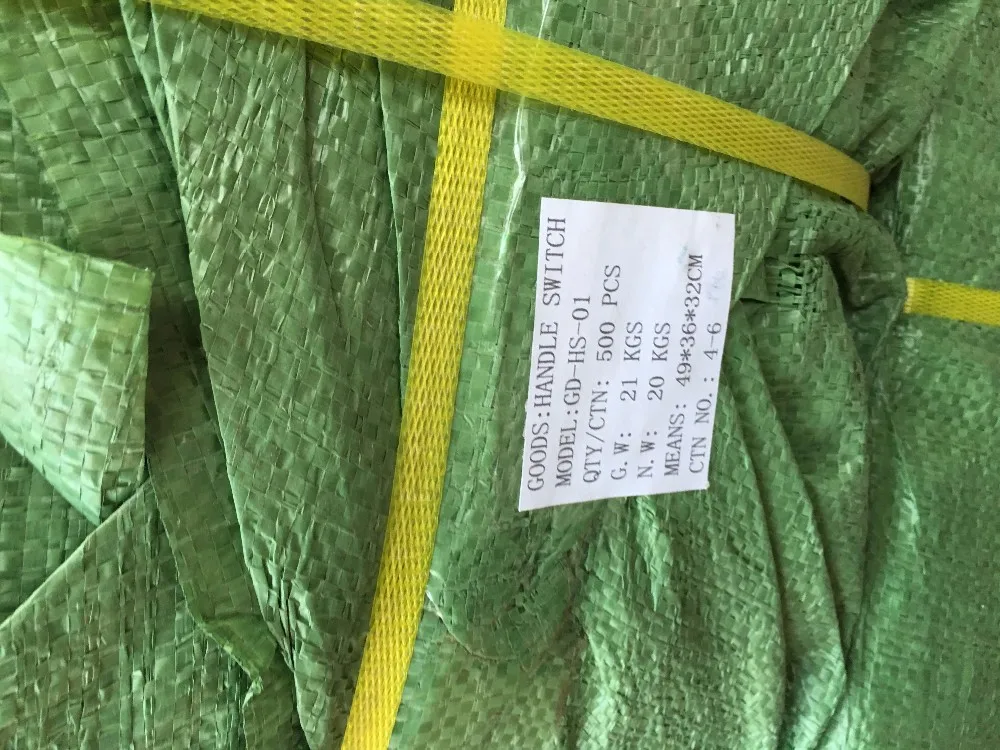 GOODS:HANDLE SWITCH
MODEL:GD-HS-01
QTY/CTN: 500 PCS
G.W: 21 KGS
N.W: 20 KGS
MEANS: 49*36*32CM
CTN NO.: 4-6